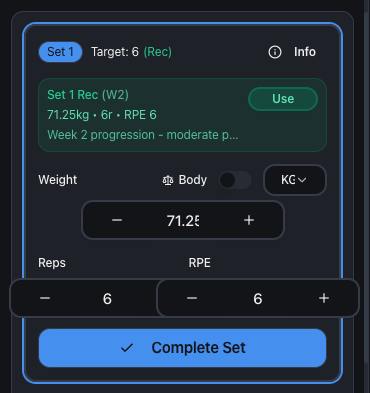 Set 1 Target: 6 (Rec) Info
Set 1 Rec (W2) Use
71.25kg • 6r • RPE 6
Week 2 progression - moderate p...
Weight Body KG
− 71.25 +
Reps RPE
− 6 − 6 +
Complete Set